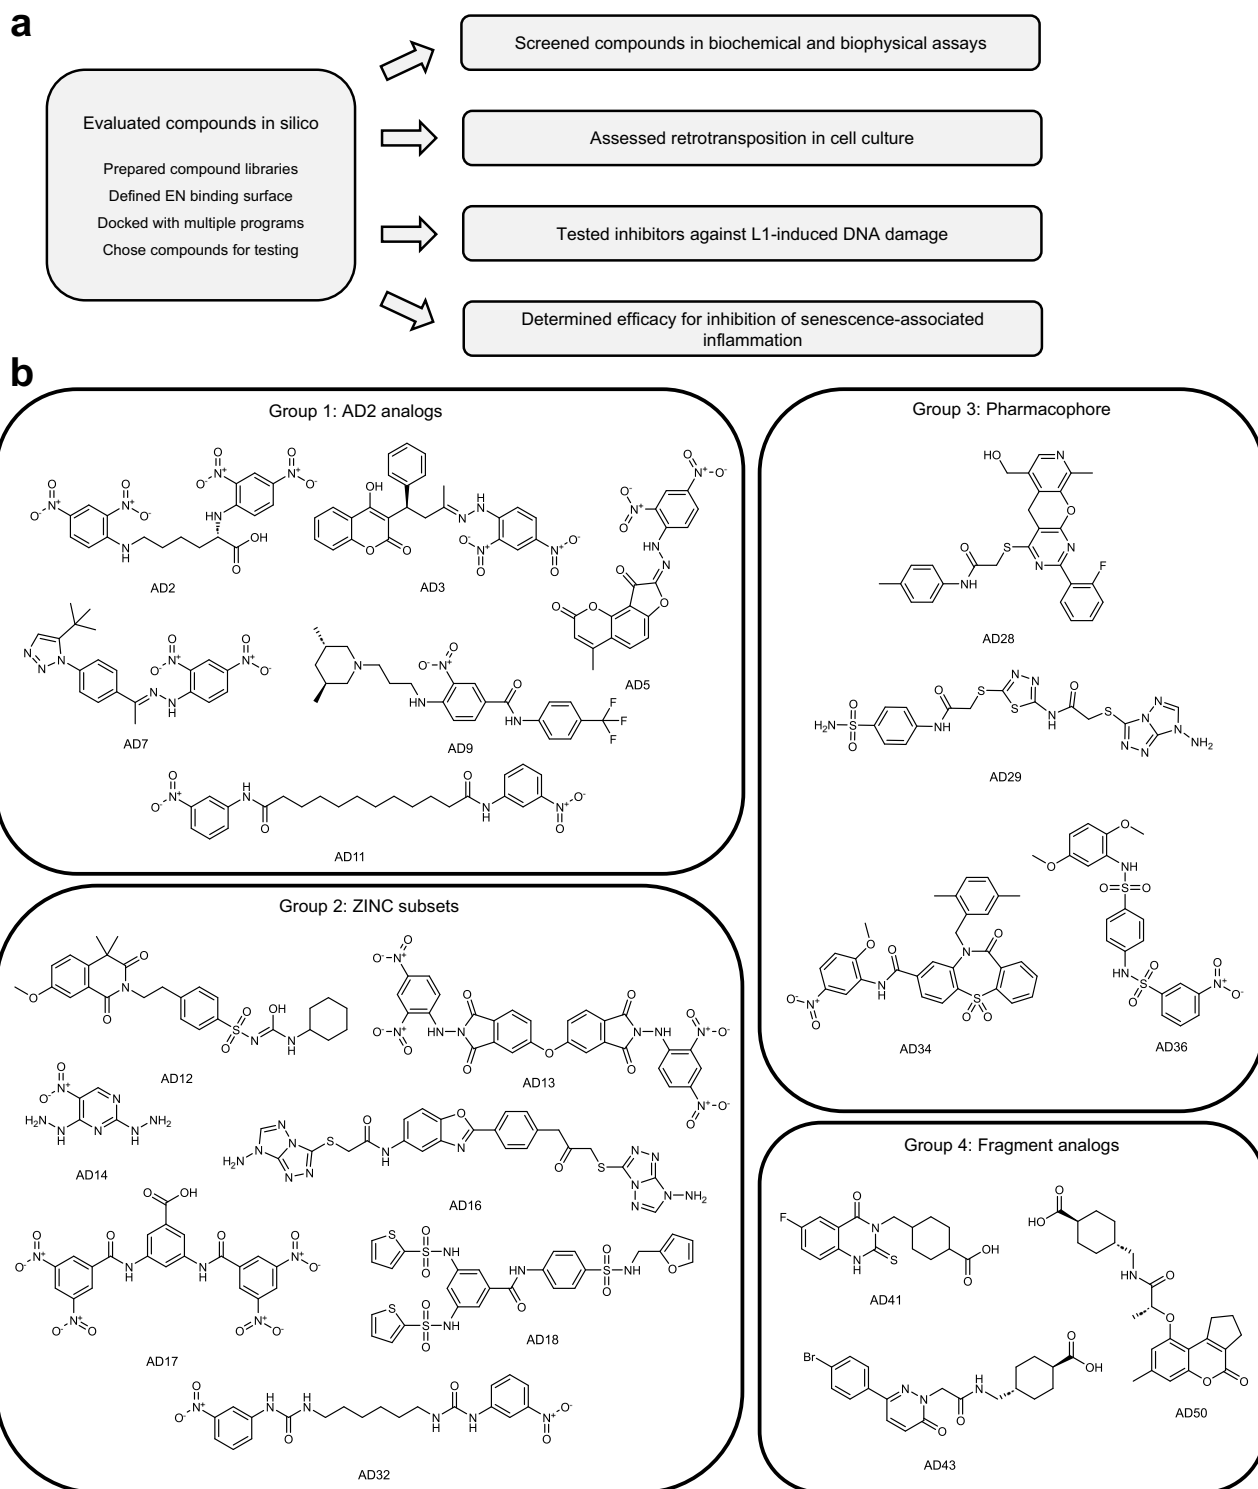 a
Evaluated compounds in silico
Prepared compound libraries
Defined EN binding surface
Docked with multiple programs
Chose compounds for testing
Screened compounds in biochemical and biophysical assays
Assessed retrotransposition in cell culture
Tested inhibitors against L1-induced DNA damage
Determined efficacy for inhibition of senescence-associated
inflammation
b
Group 1: AD2 analogs
AD2
AD3
AD5
AD7
AD9
AD11
Group 2: ZINC subsets
AD12
AD13
AD14
AD16
AD17
AD18
AD32
Group 3: Pharmacophore
AD28
AD29
AD34
AD36
Group 4: Fragment analogs
AD41
AD43
AD50